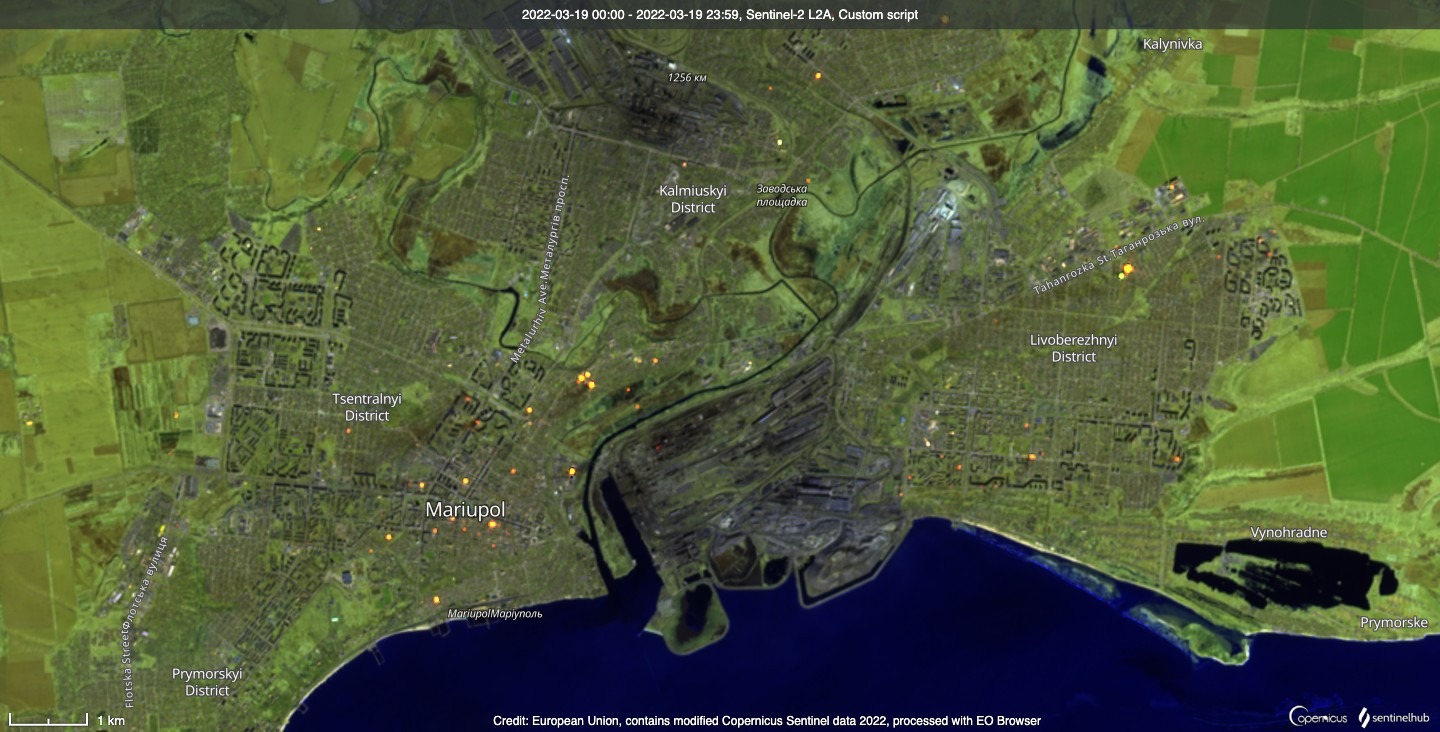 2022-03-19 00:00 - 2022-03-19 23:59, Sentinel-2 L2A, Custom script
Kalynivka
1256 км
Kalmiuskyi
District
Заводська
площадка
Metalurhiv Ave.Металургів просп.
Tahanrozka St.Таганрозька вул.
Livoberezhnyi
District
Tsentralnyi
District
Mariupol
Vynohradne
Flotska StreetФлотська вулиця
MariupolМаріуполь
Prymorske
Prymorskyi
District
1 km
Credit: European Union, contains modified Copernicus Sentinel data 2022, processed with EO Browser
Copernicus
sentinelhub